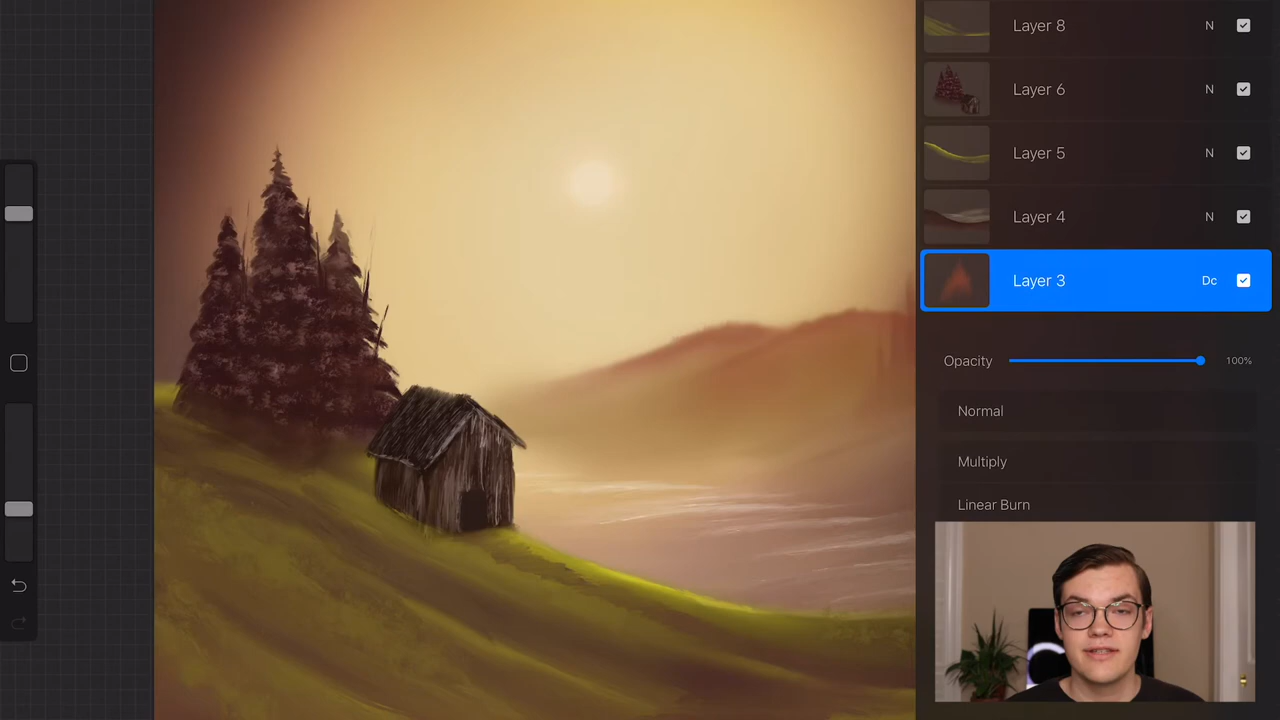 Layer 8 N
Layer 6 N
Layer 5 N
Layer 4 N
Layer 3 Dc
Opacity 100%
Normal
Multiply
Linear Burn